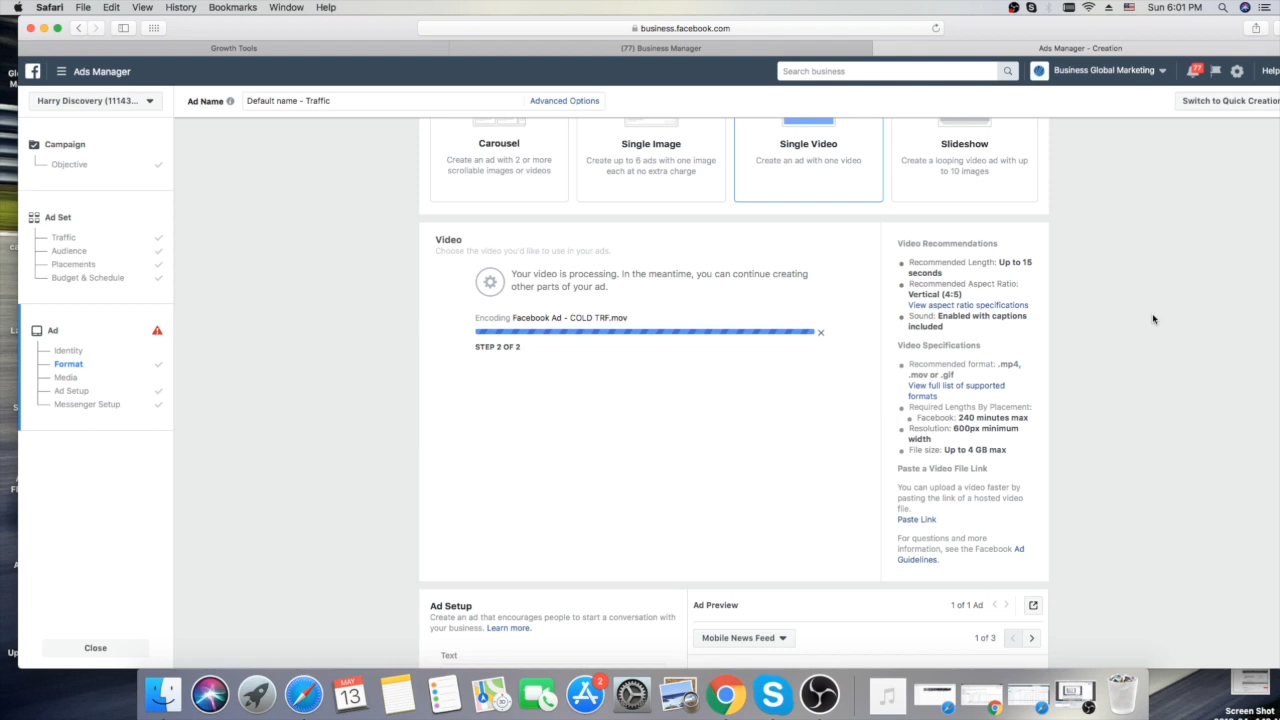 Safari File Edit View History Bookmarks Window Help Sun 6:01 PM
business.facebook.com
Growth Tools (77) Business Manager Ads Manager - Creation
Ads Manager Search business 77 Business Global Marketing Help
Harry Discovery (11143... Ad Name Default name - Traffic Advanced Options Switch to Quick Creation
Campaign
Objective
Ad Set
Traffic
Audience
Placements
Budget & Schedule
Ad
Identity
Format
Media
Ad Setup
Messenger Setup
Close
Carousel
Create an ad with 2 or more
scrollable images or videos
Single Image
Create up to 6 ads with one image
each at no extra charge
Single Video
Create an ad with one video
Slideshow
Create a looping video ad with up
to 10 images
Video
Choose the video you'd like to use in your ads.
Your video is processing. In the meantime, you can continue creating
other parts of your ad.
Encoding Facebook Ad - COLD TRF.mov
STEP 2 OF 2
Video Recommendations
Recommended Length: Up to 15
seconds
Recommended Aspect Ratio:
Vertical (4:5)
View aspect ratio specifications
Sound: Enabled with captions
included
Video Specifications
Recommended format: .mp4,
.mov or .gif
View full list of supported
formats
Required Lengths By Placement:
Facebook: 240 minutes max
Resolution: 600px minimum
width
File size: Up to 4 GB max
Paste a Video File Link
You can upload a video faster by
pasting the link of a hosted video
file.
Paste Link
For questions and more
information, see the Facebook Ad
Guidelines.
Ad Setup
Create an ad that encourages people to start a conversation with
your business. Learn more.
Text
Ad Preview 1 of 1 Ad
Mobile News Feed 1 of 3
MAY
13
2
30
Screen Shot